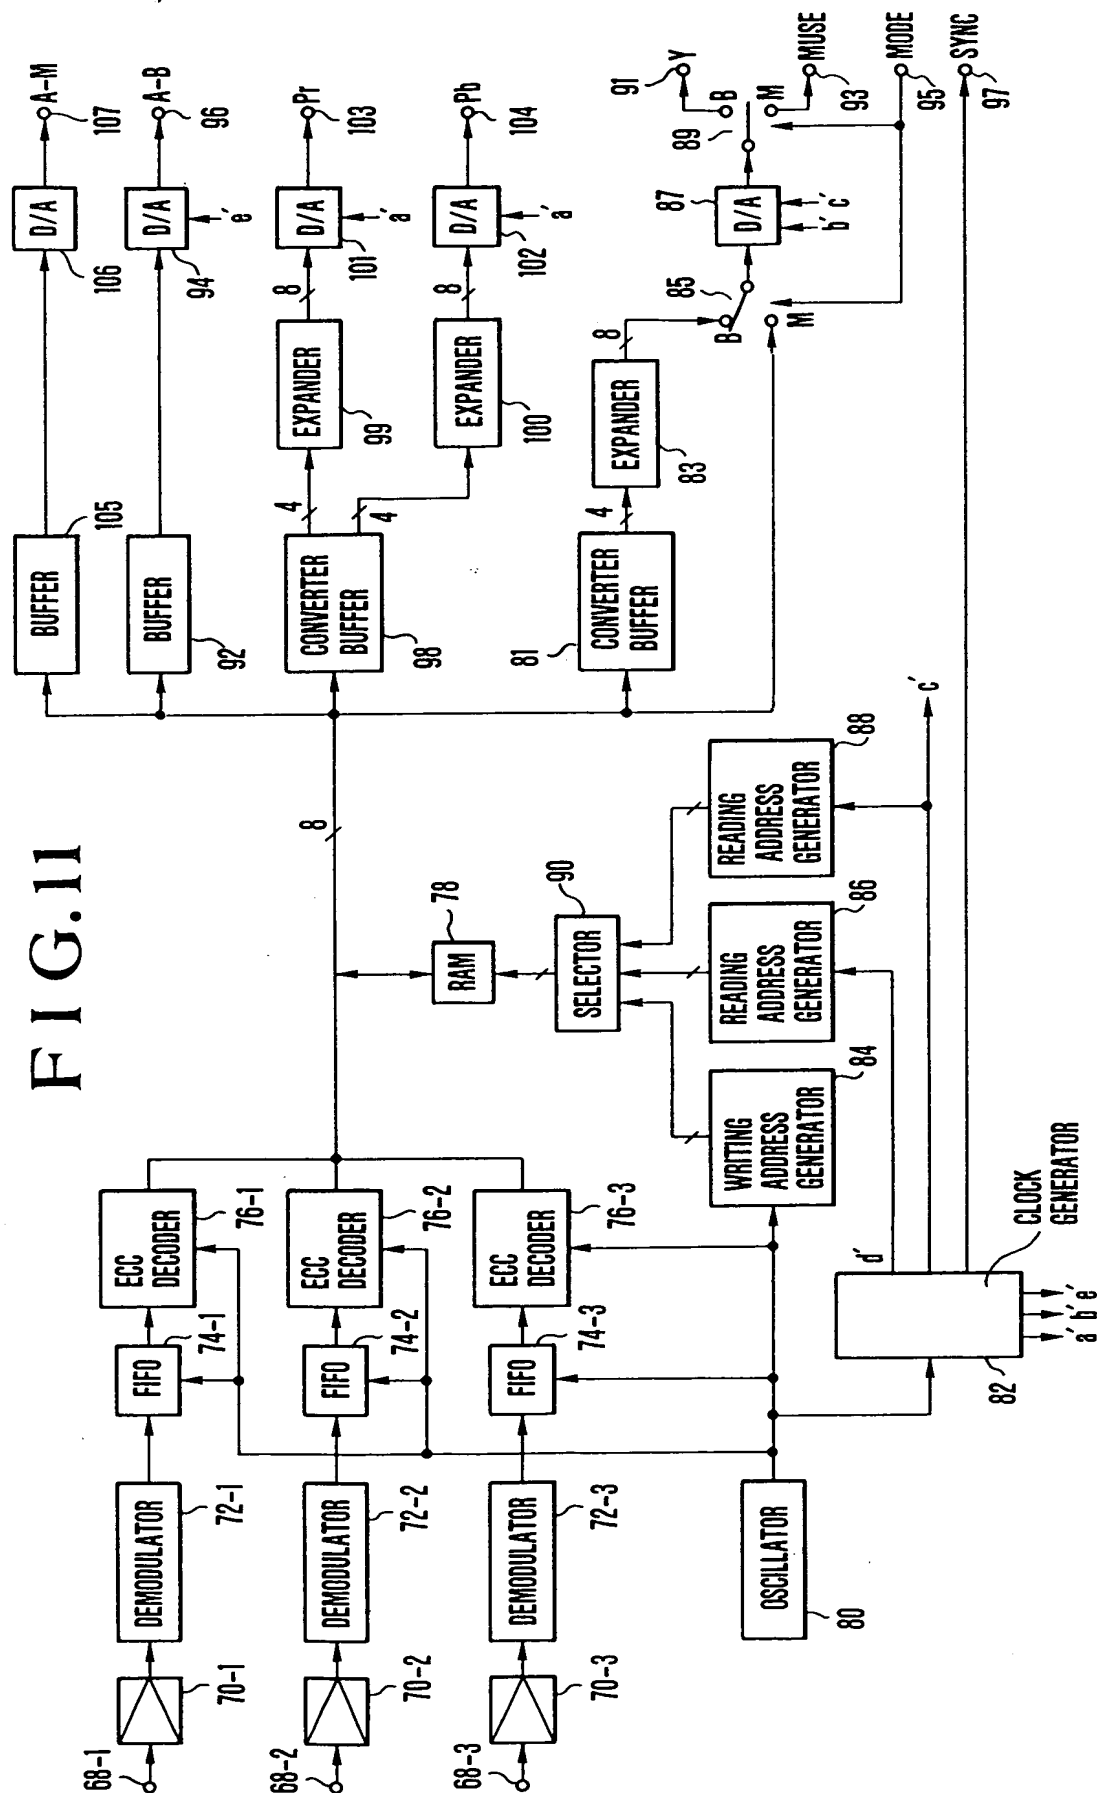 FIG.11
68-1
70-1
DEMODULATOR
72-1
FIFO
74-1
ECC
DECODER
76-1
68-2
70-2
DEMODULATOR
72-2
FIFO
74-2
ECC
DECODER
76-2
68-3
70-3
DEMODULATOR
72-3
FIFO
74-3
ECC
DECODER
76-3
OSCILLATOR
80
82
CLOCK
GENERATOR
a' b' e'
d'
c'
WRITING
ADDRESS
GENERATOR
84
READING
ADDRESS
GENERATOR
86
READING
ADDRESS
GENERATOR
88
SELECTOR
90
RAM
78
8
BUFFER
105
D/A
106
A-M
107
BUFFER
92
D/A
94
e'
A-B
96
CONVERTER
BUFFER
98
4
4
EXPANDER
99
8
D/A
101
a'
Pr
103
EXPANDER
100
8
D/A
102
a'
Pb
104
CONVERTER
BUFFER
81
4
EXPANDER
83
8
B
85
M
D/A
87
b' c'
89
B
M
Y
91
MUSE
93
MODE
95
SYNC
97